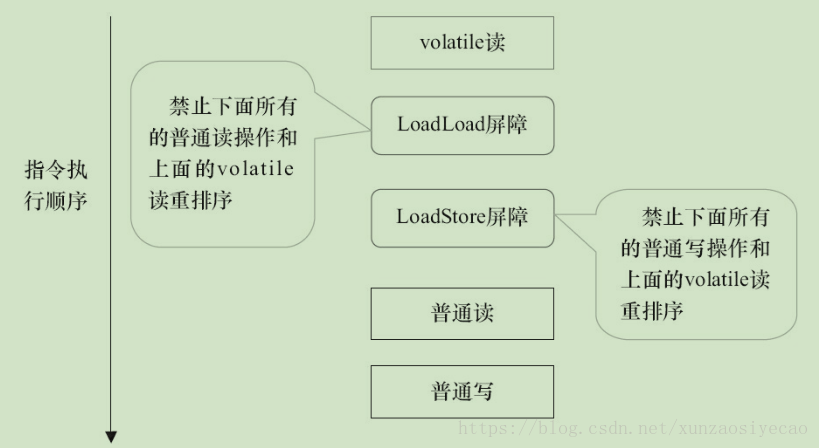 volatile读
禁止下面所有
的普通读操作和
上面的volatile
读重排序
LoadLoad屏障
指令执
行顺序
LoadStore屏障
禁止下面所有
的普通写操作和
上面的volatile读
重排序
普通读
普通写
https://blog.csdn.net/xunzaosiyecao